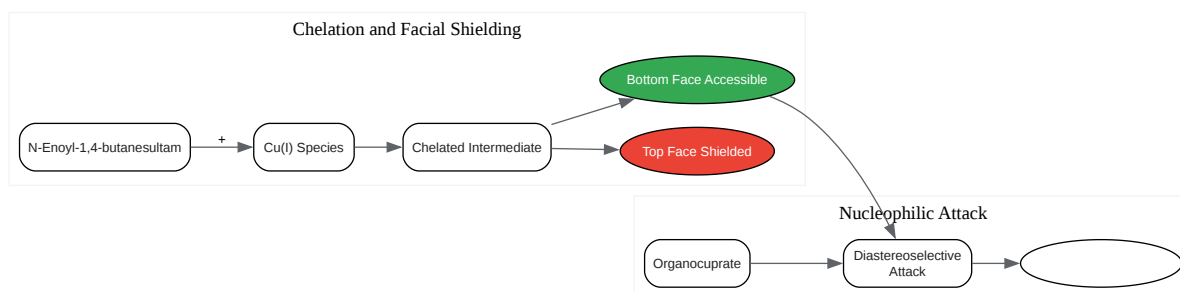 Chelation and Facial Shielding
Bottom Face Accessible
N-Enoyl-1,4-butanesultam
+
Cu(I) Species
Chelated Intermediate
Top Face Shielded
Nucleophilic Attack
Organocuprate
Diastereoselective
Attack